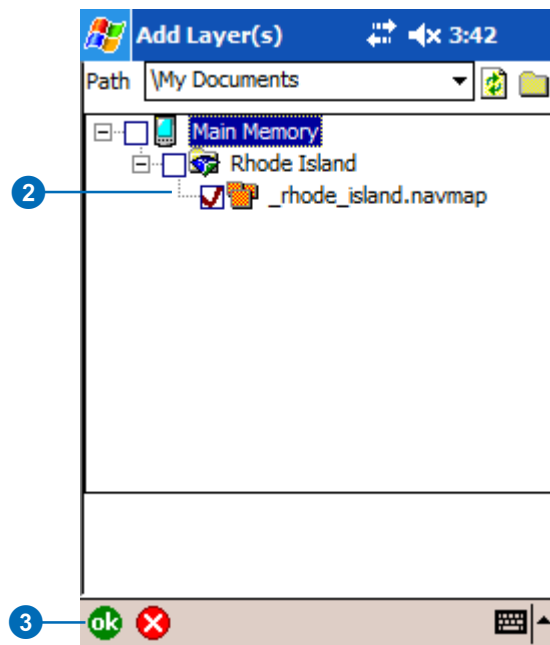 Add Layer(s) 3:42
Path \My Documents
Main Memory
Rhode Island
2
_rhode_island.navmap
3 ok